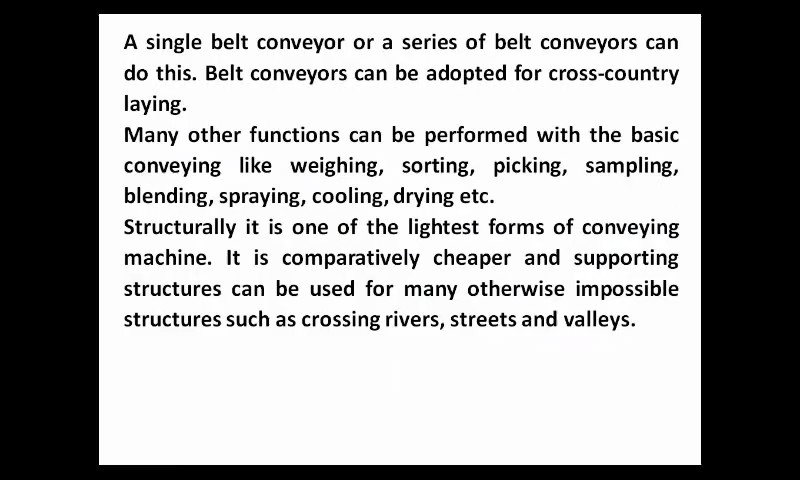 A single belt conveyor or a series of belt conveyors can
do this. Belt conveyors can be adopted for cross-country
laying.
Many other functions can be performed with the basic
conveying like weighing, sorting, picking, sampling,
blending, spraying, cooling, drying etc.
Structurally it is one of the lightest forms of conveying
machine. It is comparatively cheaper and supporting
structures can be used for many otherwise impossible
structures such as crossing rivers, streets and valleys.